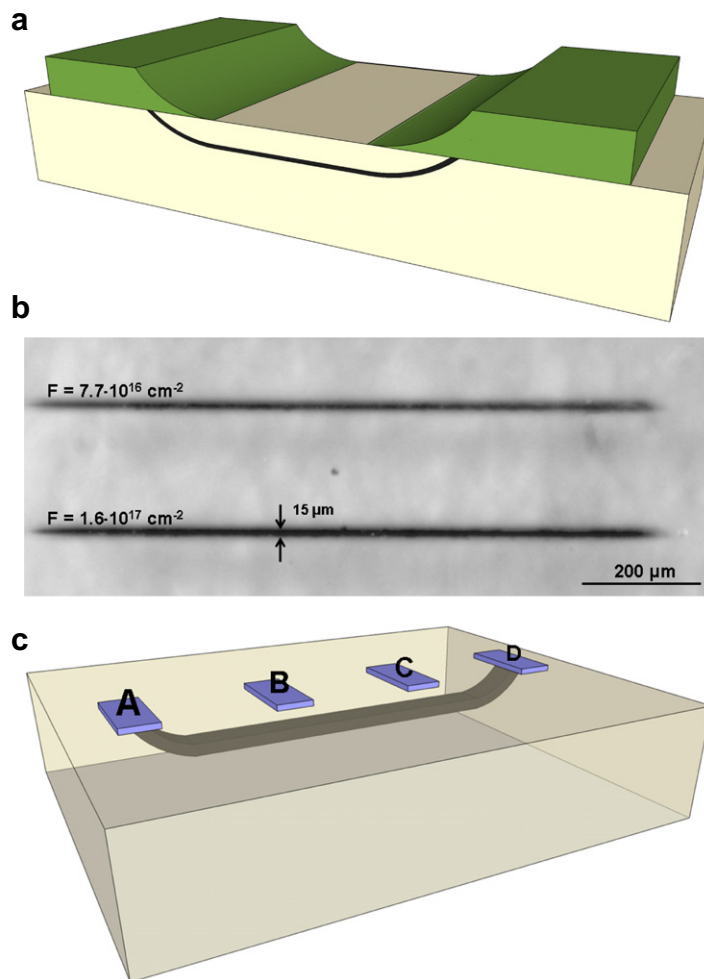 a
b
F = 7.7·10¹⁶ cm⁻²
F = 1.6·10¹⁷ cm⁻²
15 µm
200 µm
c
A
B
C
D